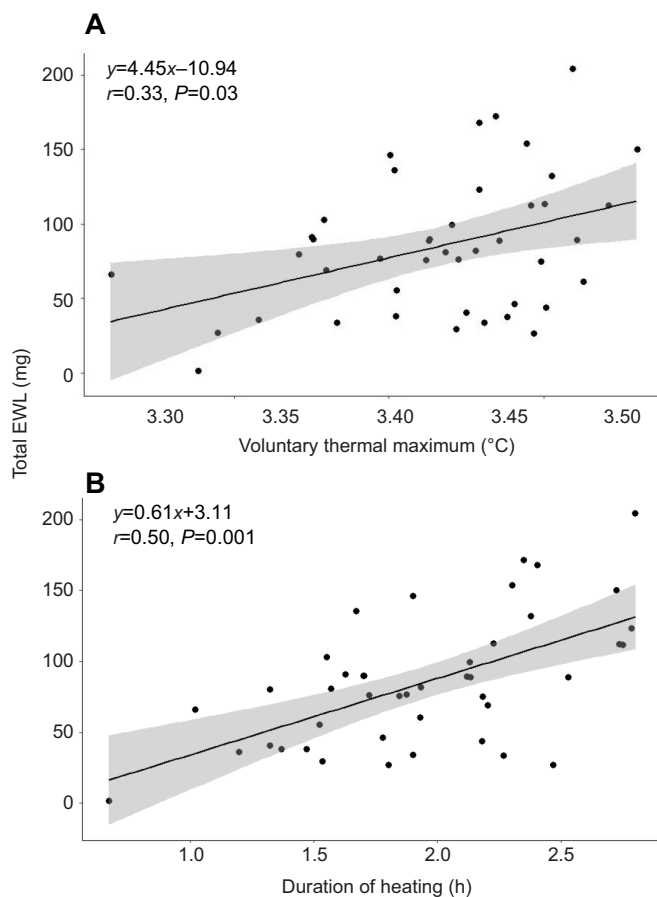 A
y=4.45x–10.94
r=0.33, P=0.03
200
150
100
50
0
3.30 3.35 3.40 3.45 3.50
Voluntary thermal maximum (°C)
Total EWL (mg)
B
y=0.61x+3.11
r=0.50, P=0.001
200
150
100
50
0
1.0 1.5 2.0 2.5
Duration of heating (h)